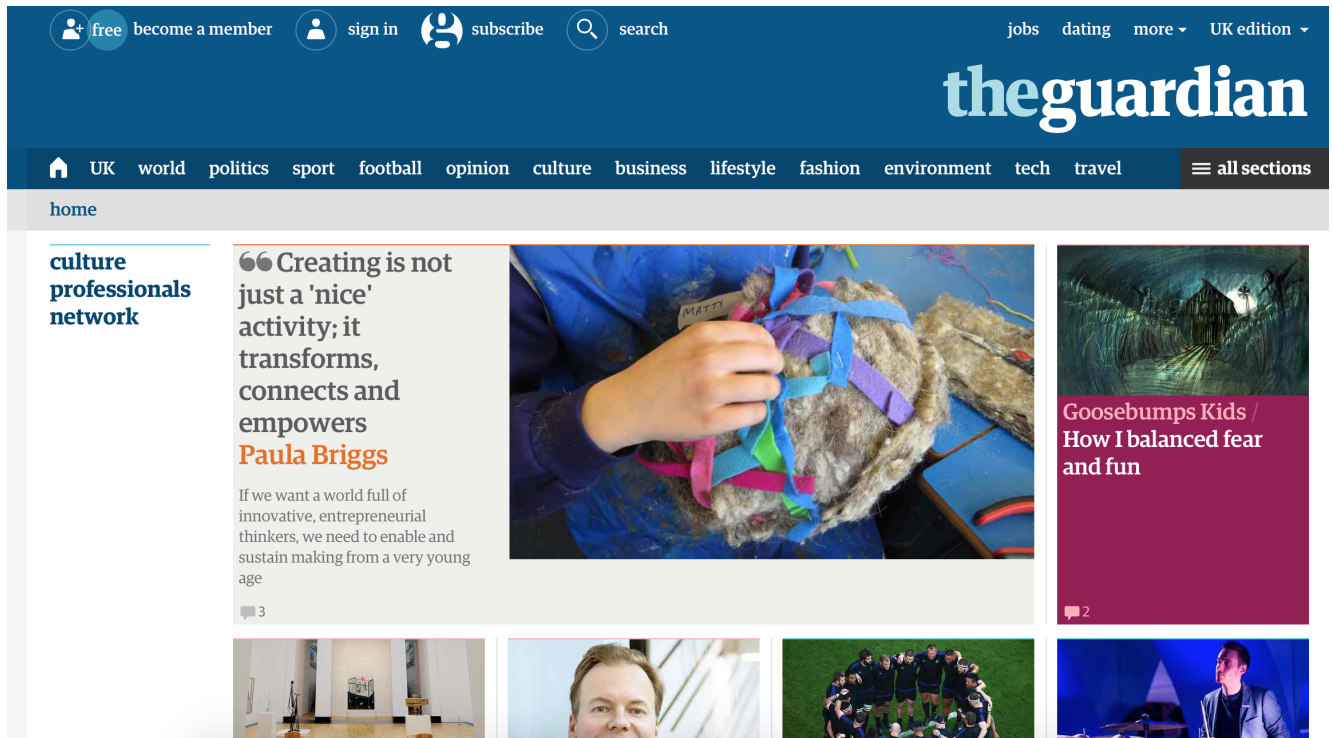 free become a member sign in subscribe search jobs dating more UK edition
theguardian
UK world politics sport football opinion culture business lifestyle fashion environment tech travel all sections
home
culture
professionals
network
Creating is not
just a 'nice'
activity; it
transforms,
connects and
empowers
Paula Briggs
If we want a world full of
innovative, entrepreneurial
thinkers, we need to enable and
sustain making from a very young
age
3
MATTY
Goosebumps Kids /
How I balanced fear
and fun
2